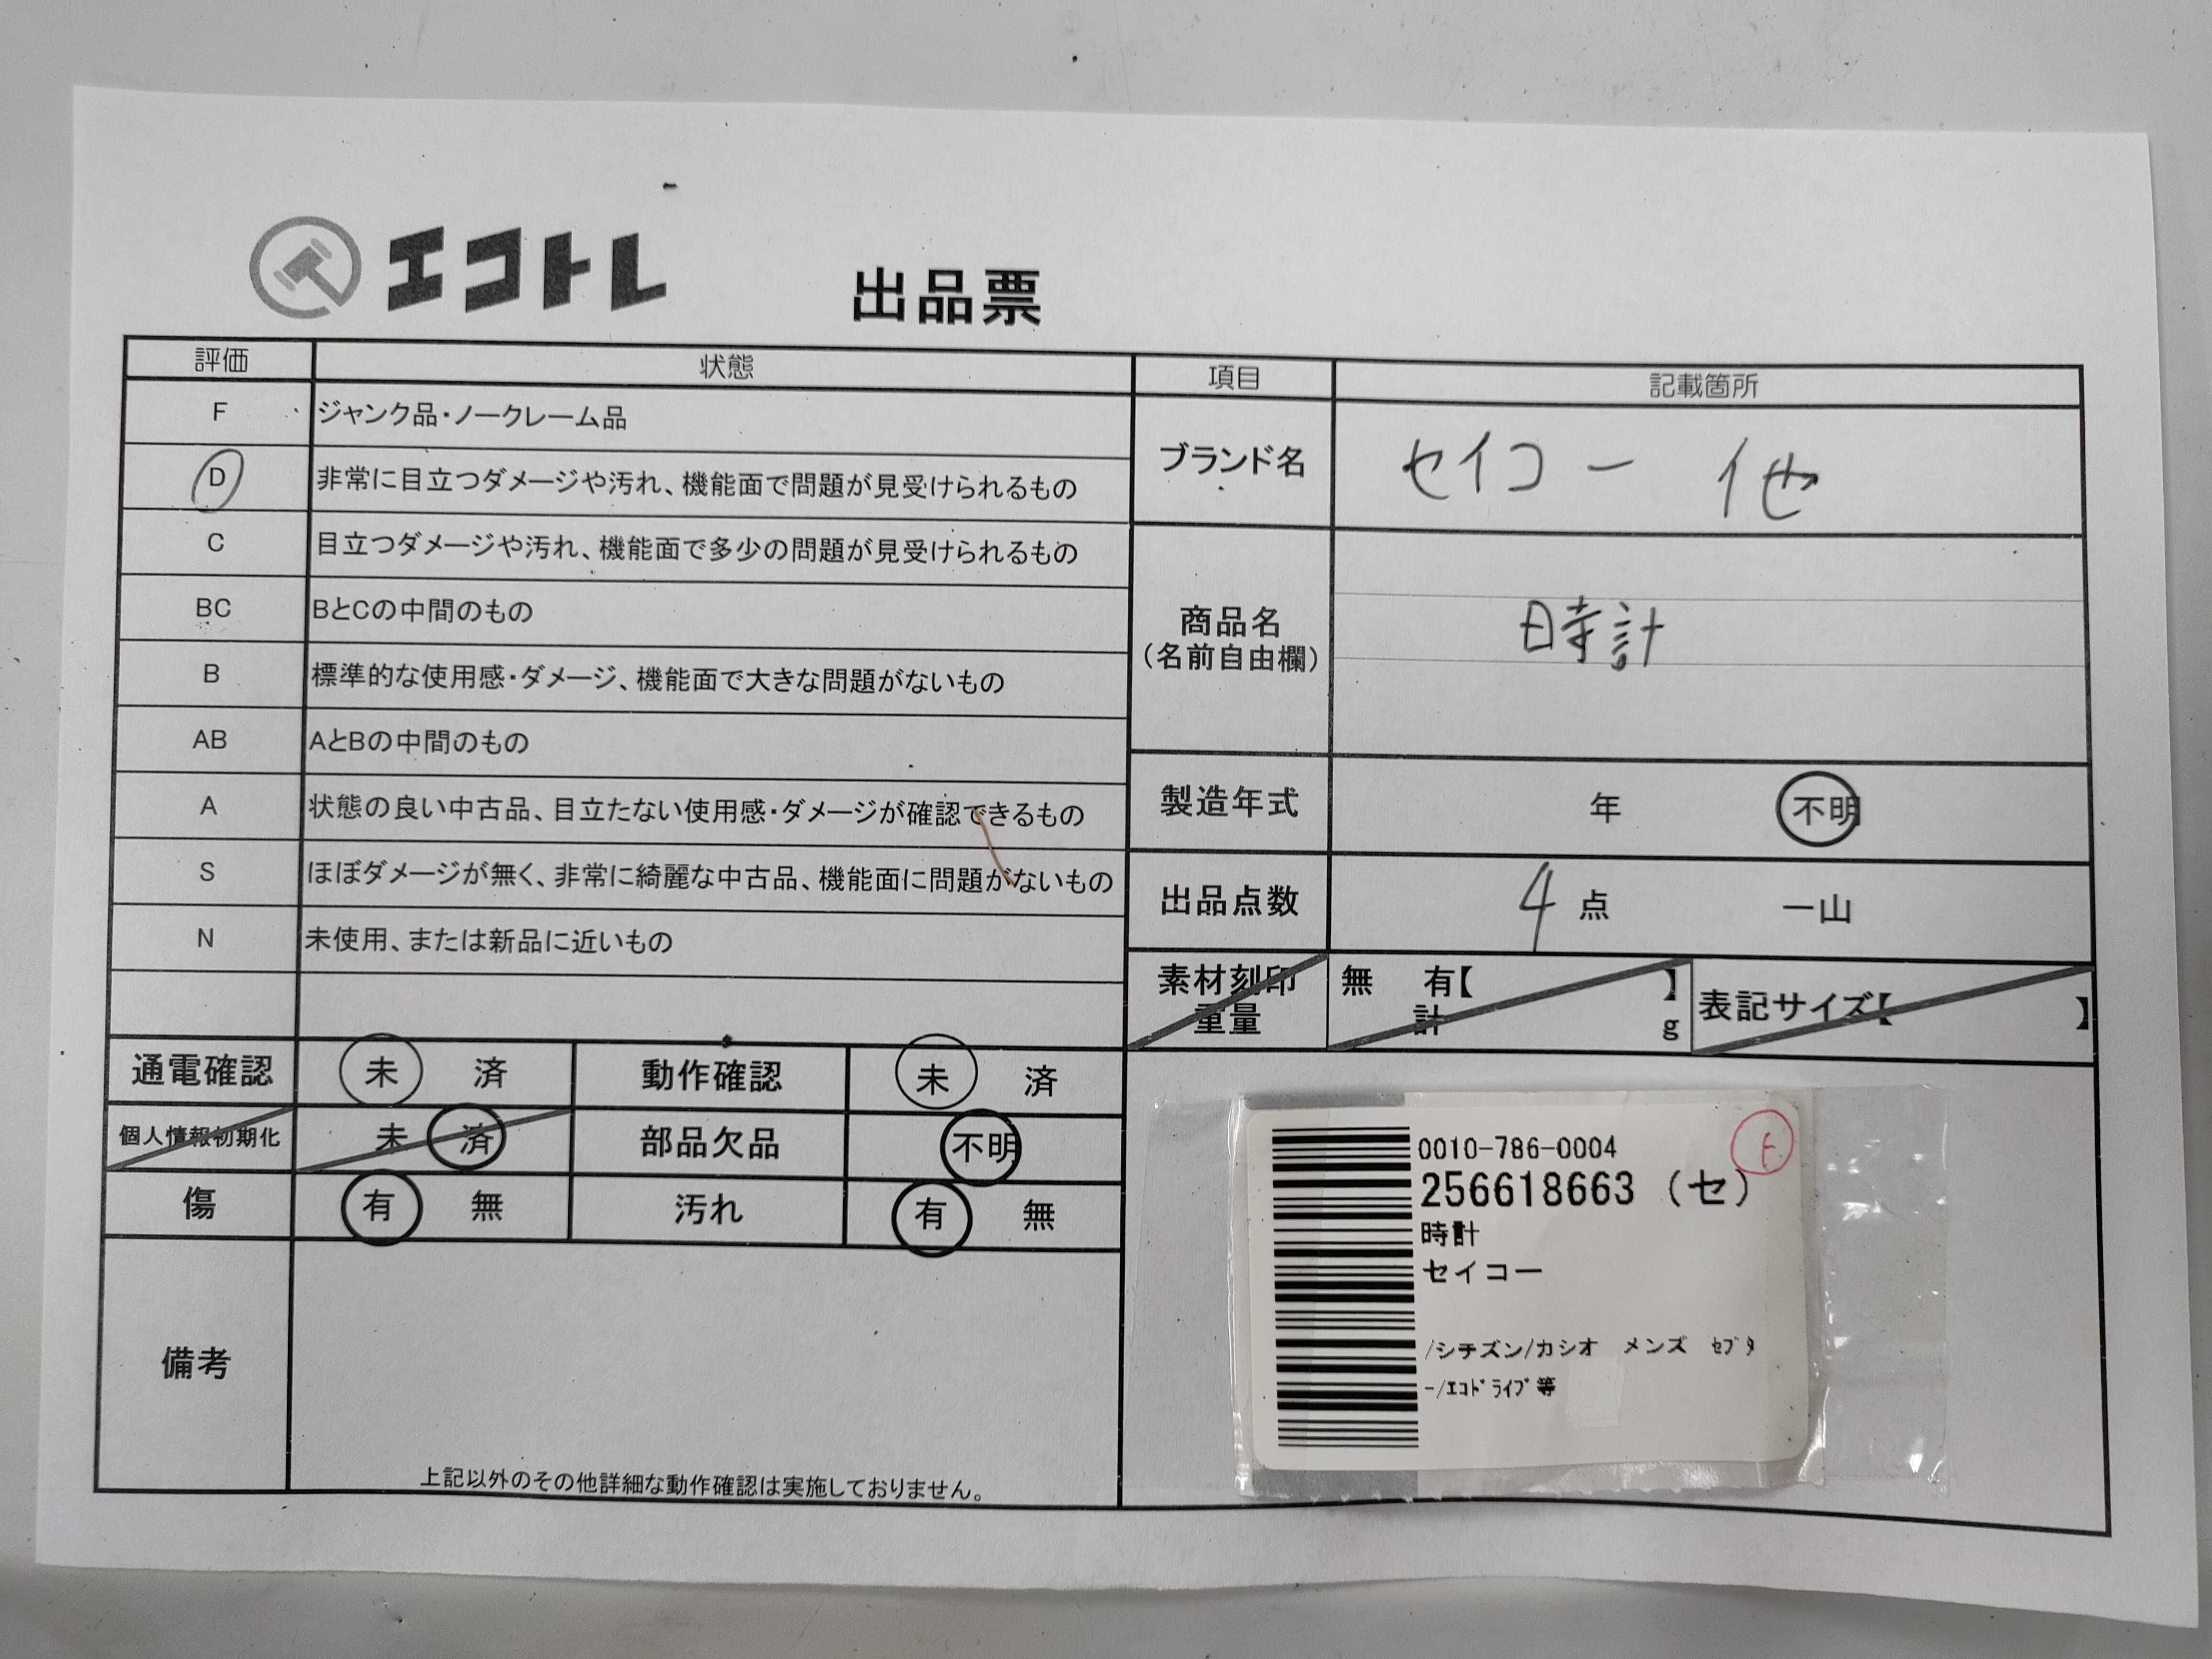 エコトレ
出品票
評価 状態
F ジャンク品・ノークレーム品
D 非常に目立つダメージや汚れ、機能面で問題が見受けられるもの
C 目立つダメージや汚れ、機能面で多少の問題が見受けられるもの
BC BとCの中間のもの
B 標準的な使用感・ダメージ、機能面で大きな問題がないもの
AB AとBの中間のもの
A 状態の良い中古品、目立たない使用感・ダメージが確認できるもの
S ほぼダメージが無く、非常に綺麗な中古品、機能面に問題がないもの
N 未使用、または新品に近いもの
通電確認 未 済 動作確認 未 済
個人情報初期化 未 済 部品欠品 不明
傷 有 無 汚れ 有 無
備考
上記以外のその他詳細な動作確認は実施しておりません。
項目 記載箇所
ブランド名 セイコー 他
商品名
(名前自由欄)
時計
製造年式 年 不明
出品点数 4 点 一山
素材刻印 無 有【 】
重量 計 g
表記サイズ【 】
0010-786-0004
256618663 (セ)
時計
セイコー
/シチズン/カシオ メンズ ｾﾌﾞﾀ
-/ｴｺﾄﾞﾗｲﾌﾞ等